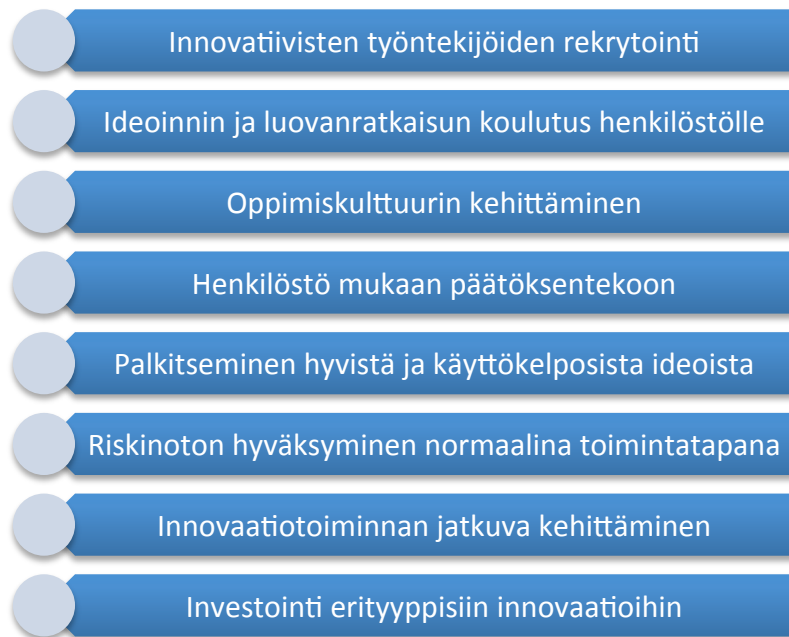 Innovatiivisten työntekijöiden rekrytointi
Ideoinnin ja luovanratkaisun koulutus henkilöstölle
Oppimiskulttuurin kehittäminen
Henkilöstö mukaan päätöksentekoon
Palkitseminen hyvistä ja käyttökelposista ideoista
Riskinoton hyväksyminen normaalina toimintatapana
Innovaatiotoiminnan jatkuva kehittäminen
Investointi erityyppisiin innovaatioihin